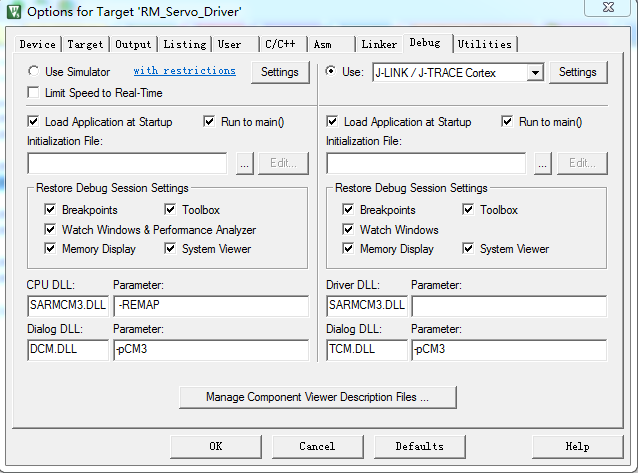 Options for Target 'RM_Servo_Driver'
Device Target Output Listing User C/C++ Asm Linker Debug Utilities
Use Simulator with restrictions Settings
Limit Speed to Real-Time
Use: J-LINK / J-TRACE Cortex Settings
Load Application at Startup Run to main()
Initialization File:
... Edit...
Load Application at Startup Run to main()
Initialization File:
... Edit...
Restore Debug Session Settings
Breakpoints Toolbox
Watch Windows & Performance Analyzer
Memory Display System Viewer
Restore Debug Session Settings
Breakpoints Toolbox
Watch Windows
Memory Display System Viewer
CPU DLL: Parameter:
SARMCM3.DLL -REMAP
Dialog DLL: Parameter:
DCM.DLL -pCM3
Driver DLL: Parameter:
SARMCM3.DLL
Dialog DLL: Parameter:
TCM.DLL -pCM3
Manage Component Viewer Description Files ...
OK Cancel Defaults Help